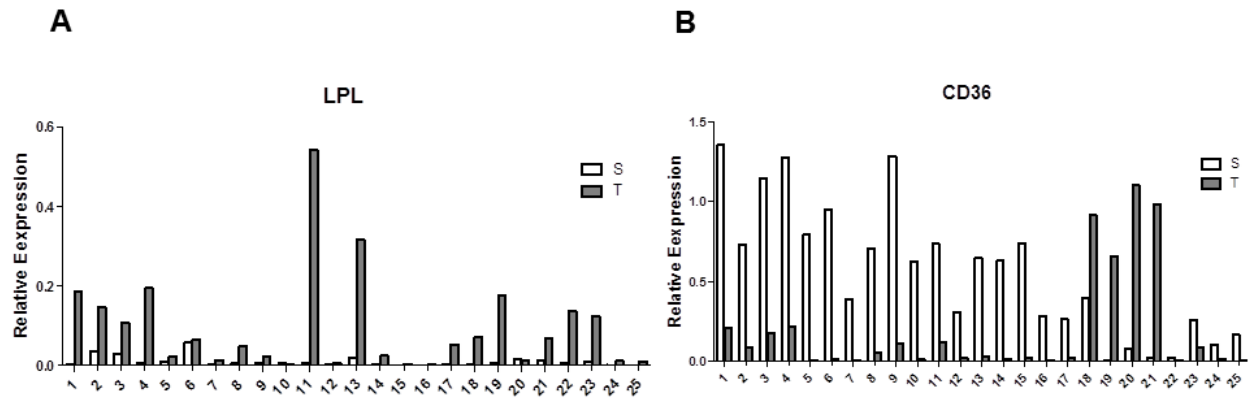 A
B
LPL
CD36
Relative Eexpression
0.6
0.4
0.2
0.0
S
T
1 2 3 4 5 6 7 8 9 10 11 12 13 14 15 16 17 18 19 20 21 22 23 24 25
Relative Eexpression
1.5
1.0
0.5
0.0
S
T
1 2 3 4 5 6 7 8 9 10 11 12 13 14 15 16 17 18 19 20 21 22 23 24 25